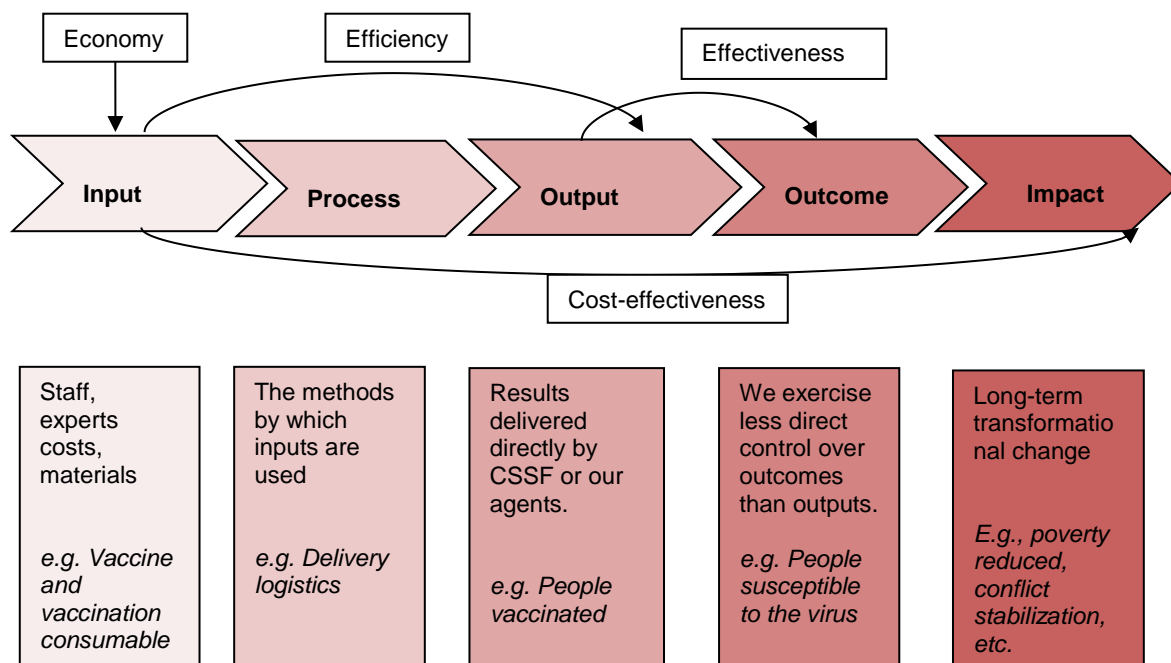 Economy
Efficiency
Effectiveness
Input
Process
Output
Outcome
Impact
Cost-effectiveness
Staff,
experts
costs,
materials
e.g. Vaccine
and
vaccination
consumable
The methods
by which
inputs are
used
e.g. Delivery
logistics
Results
delivered
directly by
CSSF or our
agents.
e.g. People
vaccinated
We exercise
less direct
control over
outcomes
than outputs.
e.g. People
susceptible
to the virus
Long-term
transformatio
nal change
E.g., poverty
reduced,
conflict
stabilization,
etc.